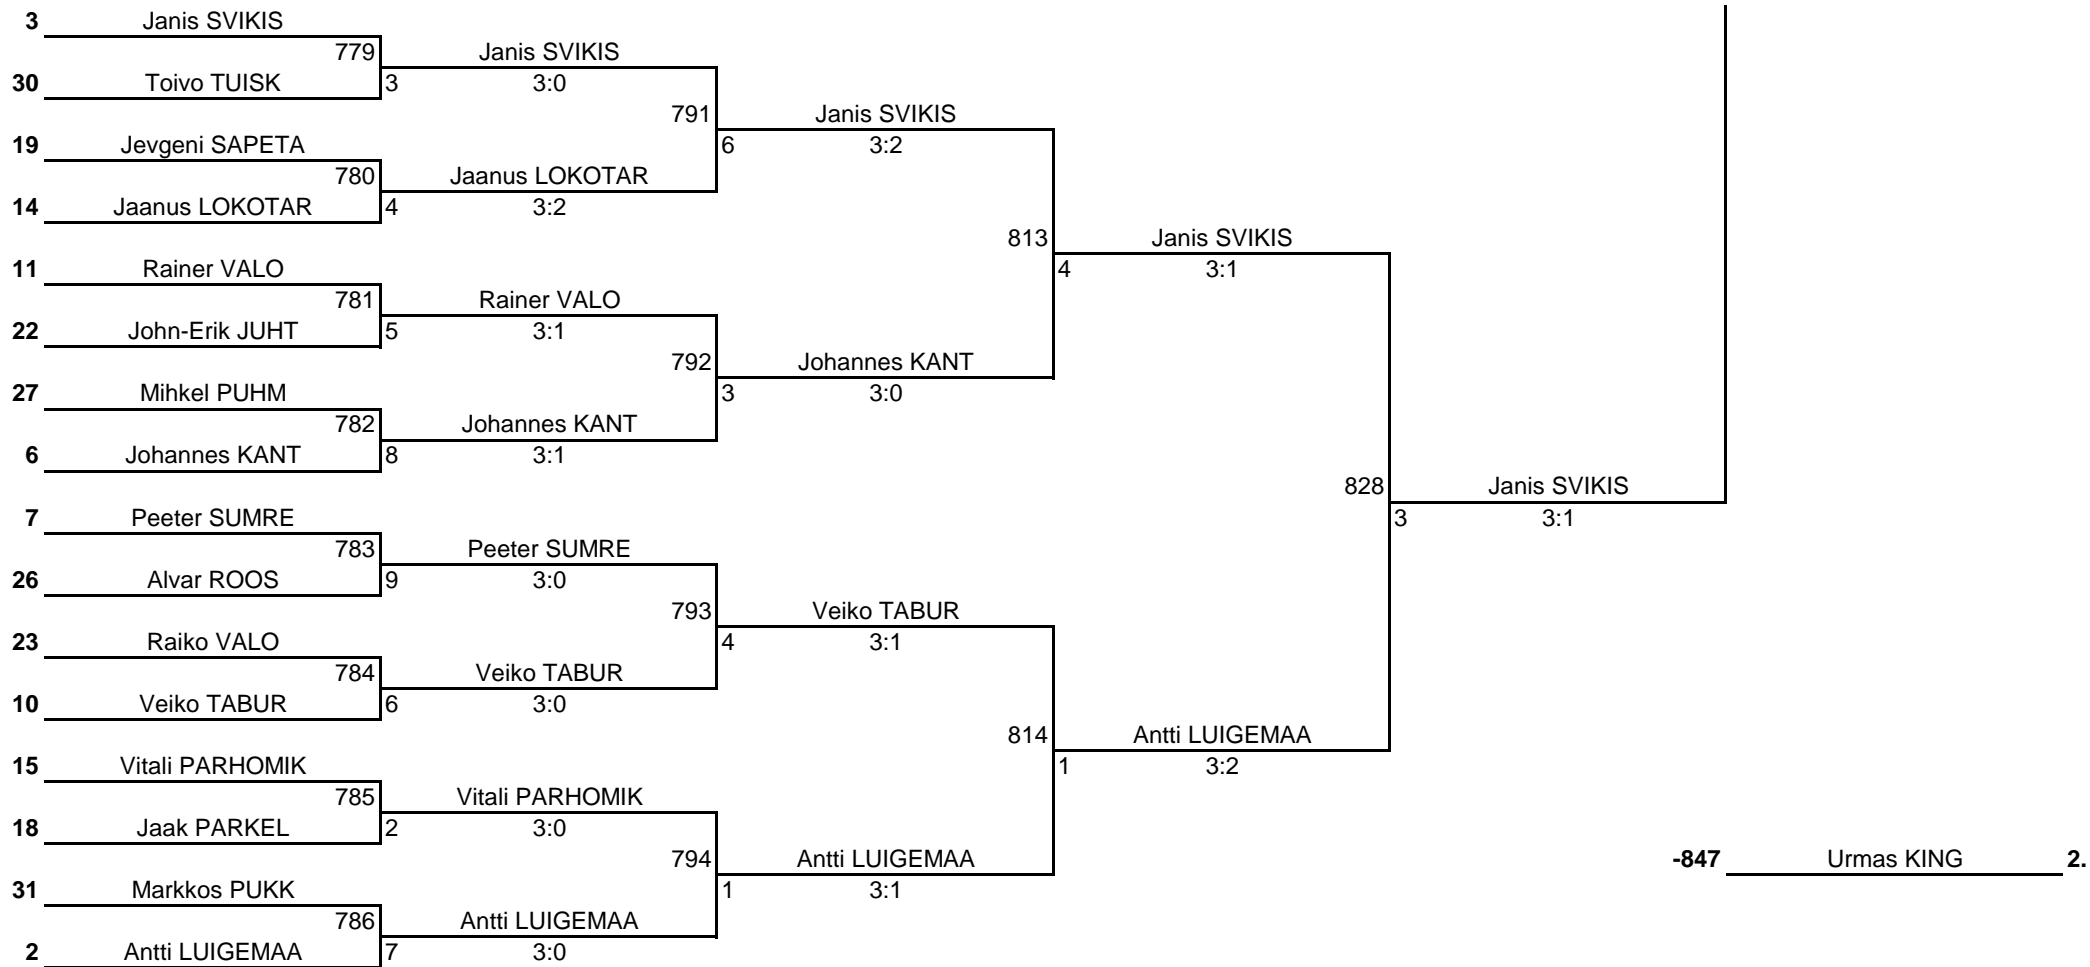 3 Janis SVIKIS
779 Janis SVIKIS
30 Toivo TUISK 3 3:0
791 Janis SVIKIS
19 Jevgeni SAPETA 6 3:2
780 Jaanus LOKOTAR
14 Jaanus LOKOTAR 4 3:2
813 Janis SVIKIS
11 Rainer VALO 4 3:1
781 Rainer VALO
22 John-Erik JUHT 5 3:1
792 Johannes KANT
27 Mihkel PUHM 3 3:0
782 Johannes KANT
6 Johannes KANT 8 3:1
828 Janis SVIKIS
7 Peeter SUMRE 3 3:1
783 Peeter SUMRE
26 Alvar ROOS 9 3:0
793 Veiko TABUR
23 Raiko VALO 4 3:1
784 Veiko TABUR
10 Veiko TABUR 6 3:0
814 Antti LUIGEMAA
15 Vitali PARHOMIK 1 3:2
785 Vitali PARHOMIK
18 Jaak PARKEL 2 3:0
794 Antti LUIGEMAA -847 Urmas KING 2.
31 Markkos PUKK 1 3:1
786 Antti LUIGEMAA
2 Antti LUIGEMAA 7 3:0